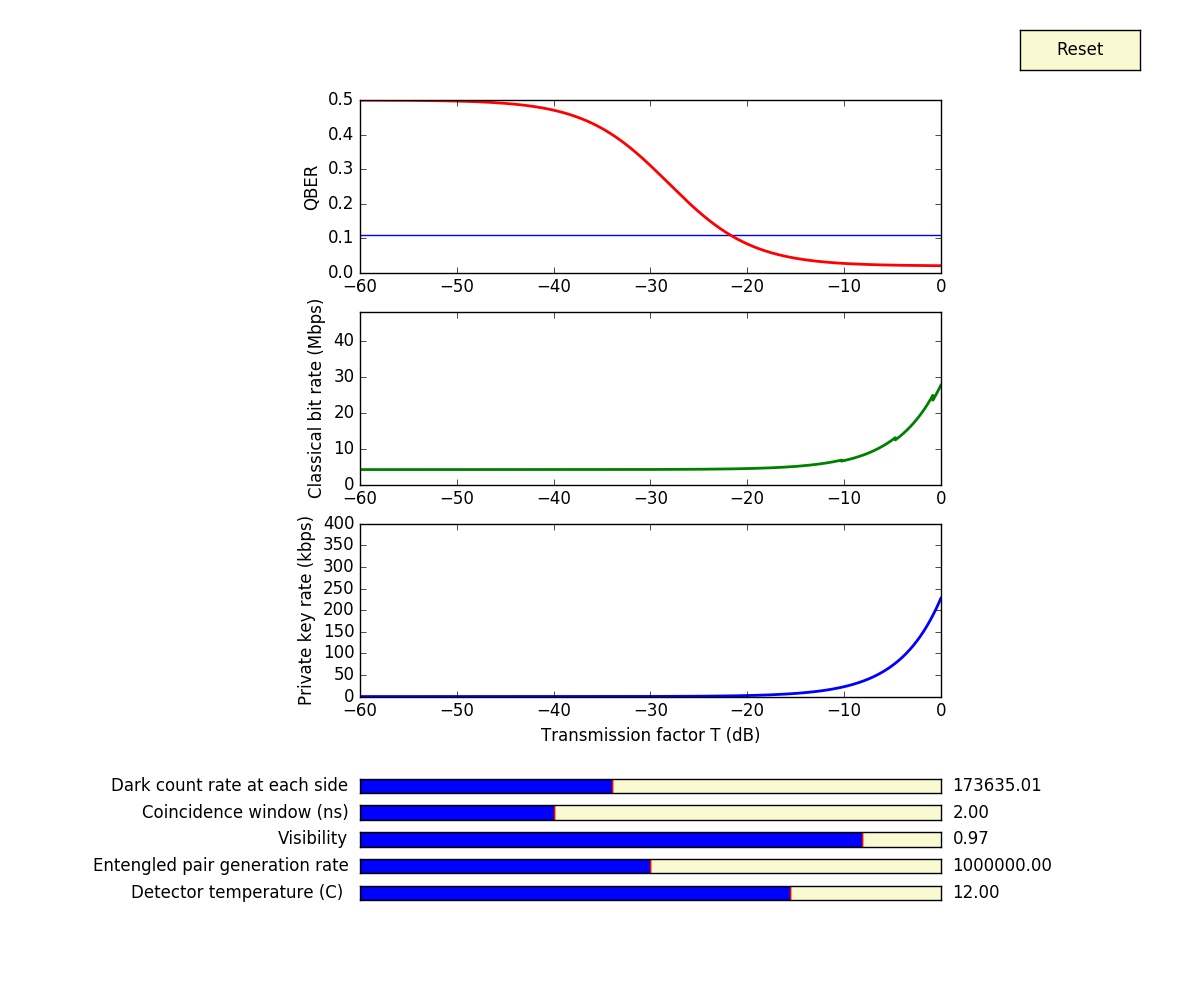 Reset
0.5
0.4
0.3
0.2
0.1
0.0
QBER
−60 −50 −40 −30 −20 −10 0
40
30
20
10
0
Classical bit rate (Mbps)
−60 −50 −40 −30 −20 −10 0
400
350
300
250
200
150
100
50
0
Private key rate (kbps)
−60 −50 −40 −30 −20 −10 0
Transmission factor T (dB)
Dark count rate at each side 173635.01
Coincidence window (ns) 2.00
Visibility 0.97
Entengled pair generation rate 1000000.00
Detector temperature (C) 12.00